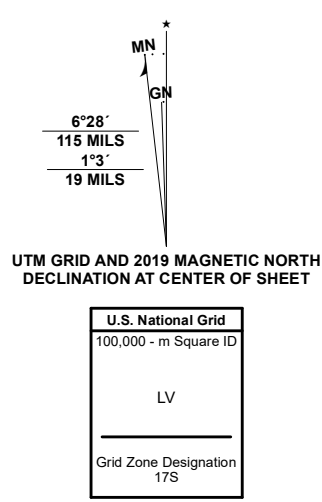 MN
GN
6°28´
115 MILS
1°3´
19 MILS
UTM GRID AND 2019 MAGNETIC NORTH
DECLINATION AT CENTER OF SHEET
U.S. National Grid
100,000 - m Square ID
LV
Grid Zone Designation
17S